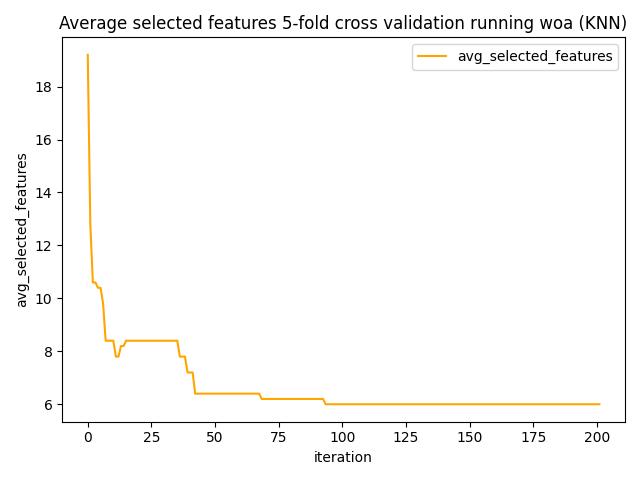 Average selected features 5-fold cross validation running woa (KNN)
avg_selected_features
avg_selected_features
18
16
14
12
10
8
6
0 25 50 75 100 125 150 175 200
iteration